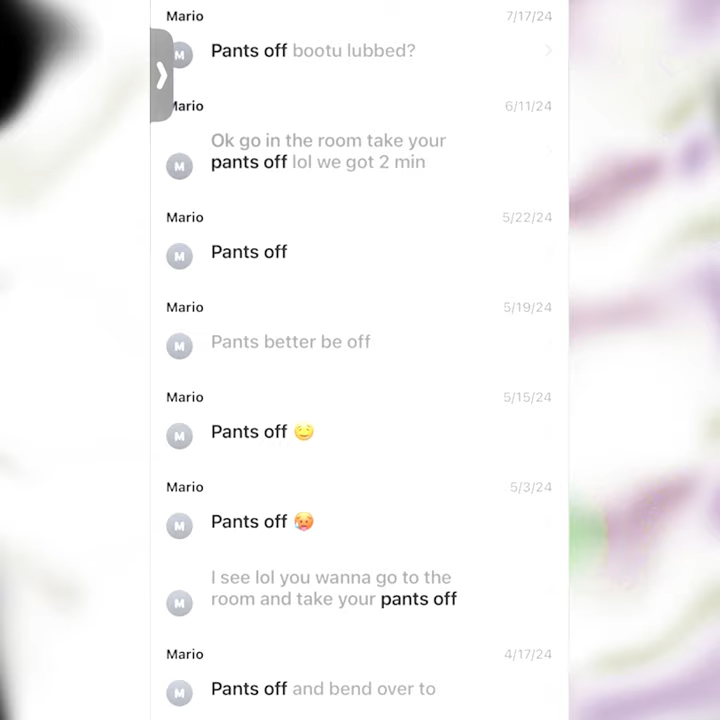 Mario 7/17/24
M Pants off bootu lubbed?
Mario 6/11/24
Ok go in the room take your
M pants off lol we got 2 min
Mario 5/22/24
M Pants off
Mario 5/19/24
M Pants better be off
Mario 5/15/24
M Pants off 🤤
Mario 5/3/24
M Pants off 🥵
I see lol you wanna go to the
M room and take your pants off
Mario 4/17/24
M Pants off and bend over to